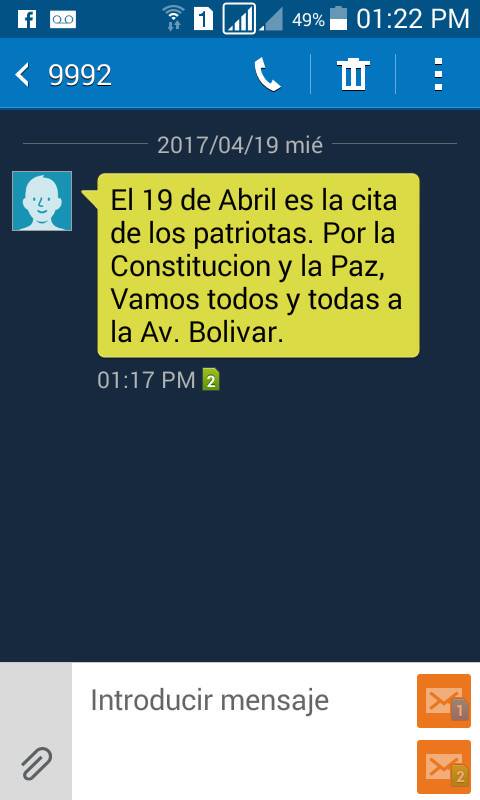 1 49% 01:22 PM
9992
2017/04/19 mié
El 19 de Abril es la cita
de los patriotas. Por la
Constitucion y la Paz,
Vamos todos y todas a
la Av. Bolivar.
01:17 PM 2
Introducir mensaje
1
2